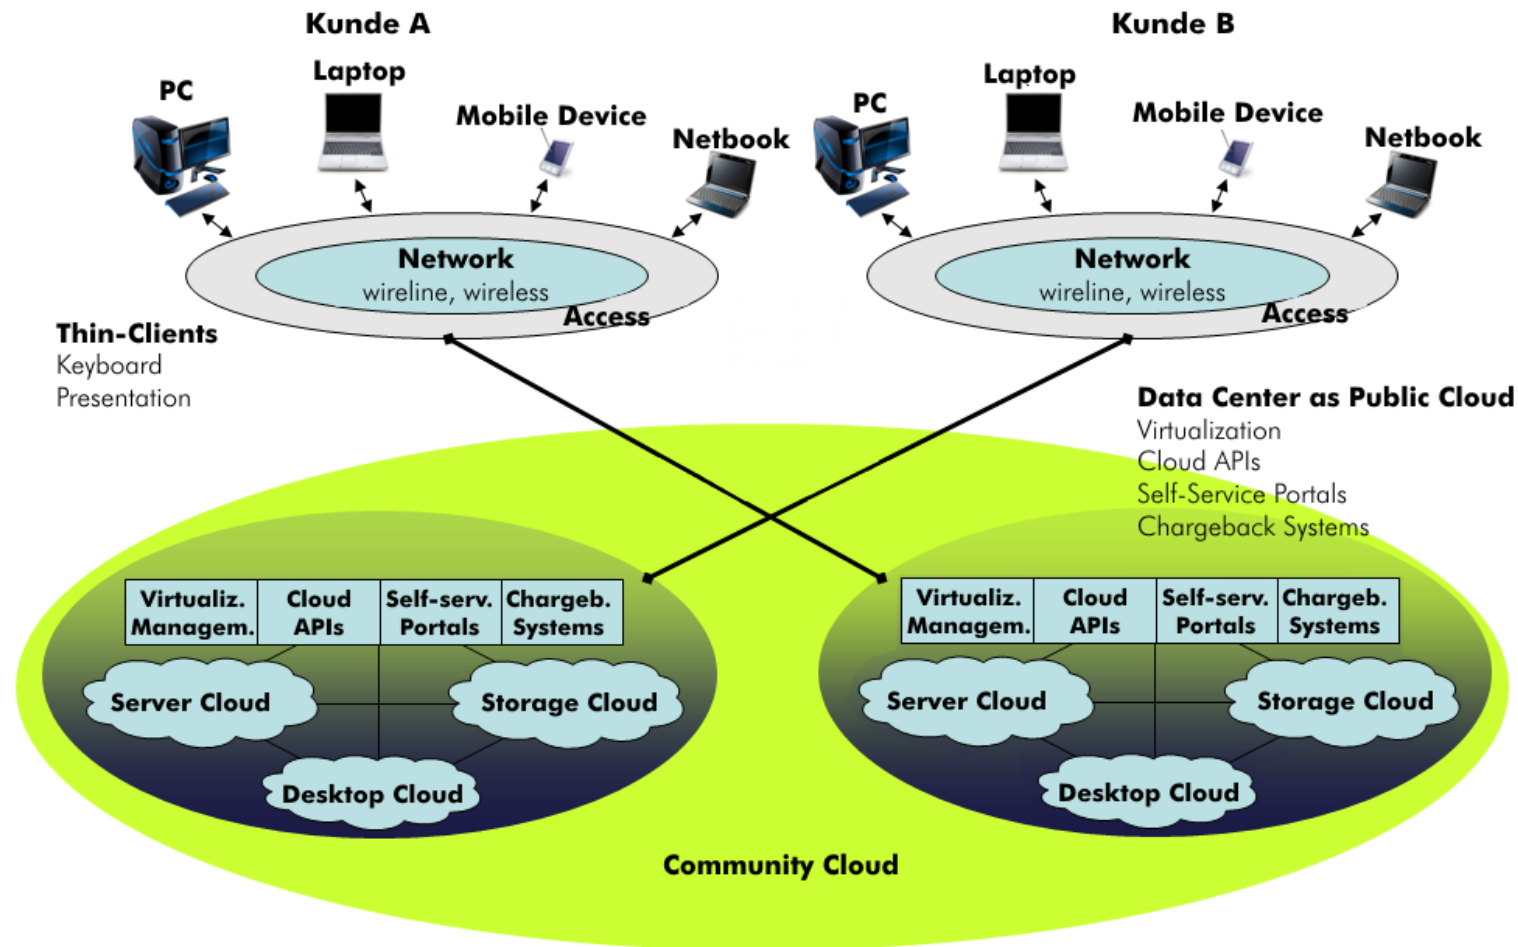 Kunde A
Kunde B
PC
Laptop
Mobile Device
Netbook
PC
Laptop
Mobile Device
Netbook
Network
wireline, wireless
Access
Network
wireline, wireless
Access
Thin-Clients
Keyboard
Presentation
Data Center as Public Cloud
Virtualization
Cloud APIs
Self-Service Portals
Chargeback Systems
Virtualiz.
Managem.
Cloud
APIs
Self-serv.
Portals
Chargeb.
Systems
Server Cloud
Storage Cloud
Desktop Cloud
Virtualiz.
Managem.
Cloud
APIs
Self-serv.
Portals
Chargeb.
Systems
Server Cloud
Storage Cloud
Desktop Cloud
Community Cloud